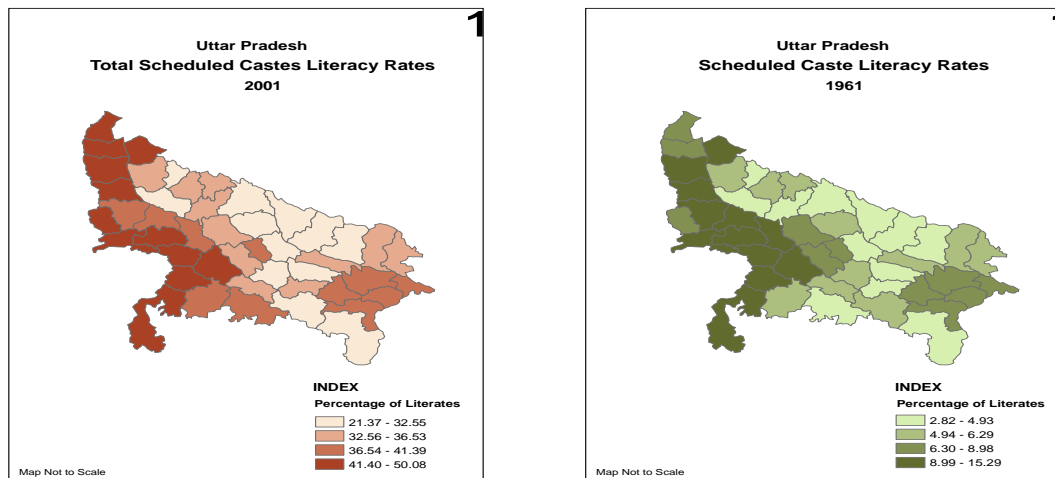 1
Uttar Pradesh
Total Scheduled Castes Literacy Rates
2001
INDEX
Percentage of Literates
21.37 - 32.55
32.56 - 36.53
36.54 - 41.39
41.40 - 50.08
Map Not to Scale
Uttar Pradesh
Scheduled Caste Literacy Rates
1961
INDEX
Percentage of Literates
2.82 - 4.93
4.94 - 6.29
6.30 - 8.98
8.99 - 15.29
Map Not to Scale